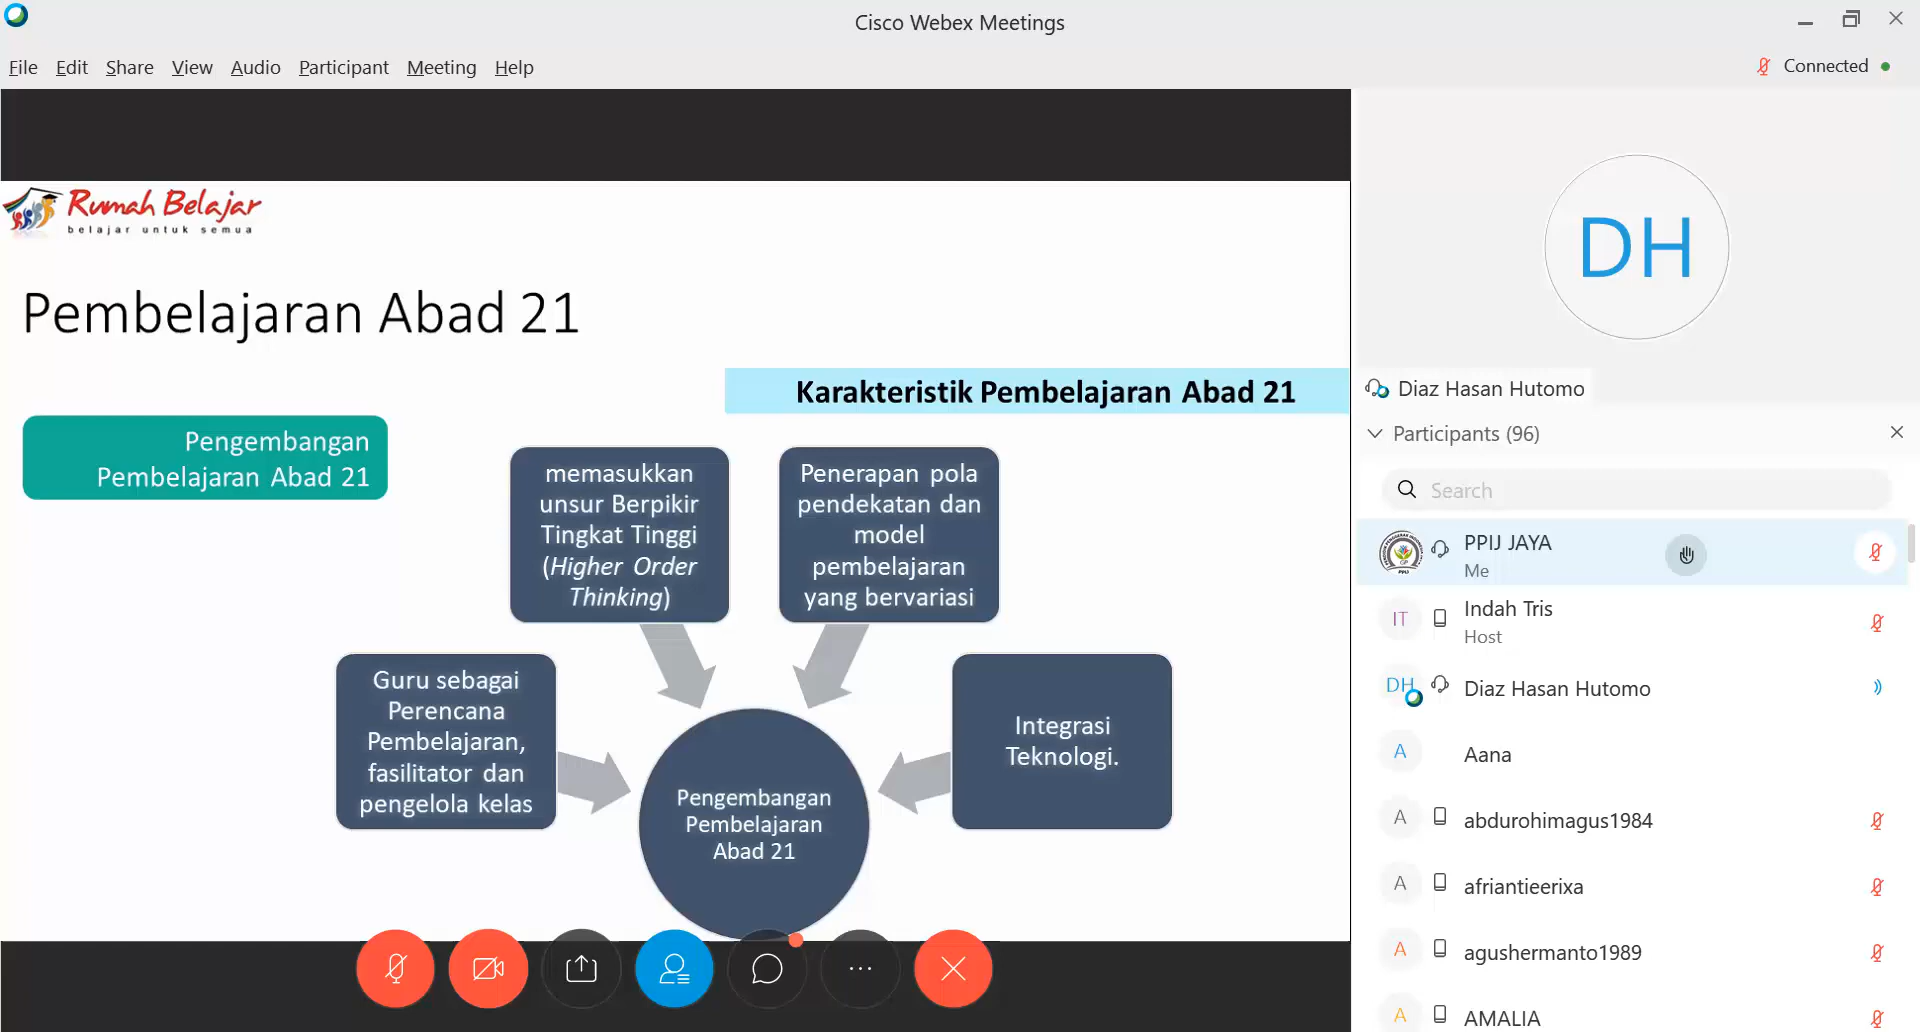 Cisco Webex Meetings
File Edit Share View Audio Participant Meeting Help
Connected
Rumah Belajar
belajar untuk semua
Pembelajaran Abad 21
Karakteristik Pembelajaran Abad 21
Pengembangan
Pembelajaran Abad 21
memasukkan
unsur Berpikir
Tingkat Tinggi
(Higher Order
Thinking)
Penerapan pola
pendekatan dan
model
pembelajaran
yang bervariasi
Guru sebagai
Perencana
Pembelajaran,
fasilitator dan
pengelola kelas
Integrasi
Teknologi.
Pengembangan
Pembelajaran
Abad 21
DH
Diaz Hasan Hutomo
Participants (96)
Search
PPIJ JAYA
Me
IT
Indah Tris
Host
DH
Diaz Hasan Hutomo
A
Aana
A
abdurohimagus1984
A
afriantieerixa
A
agushermanto1989
A
AMALIA